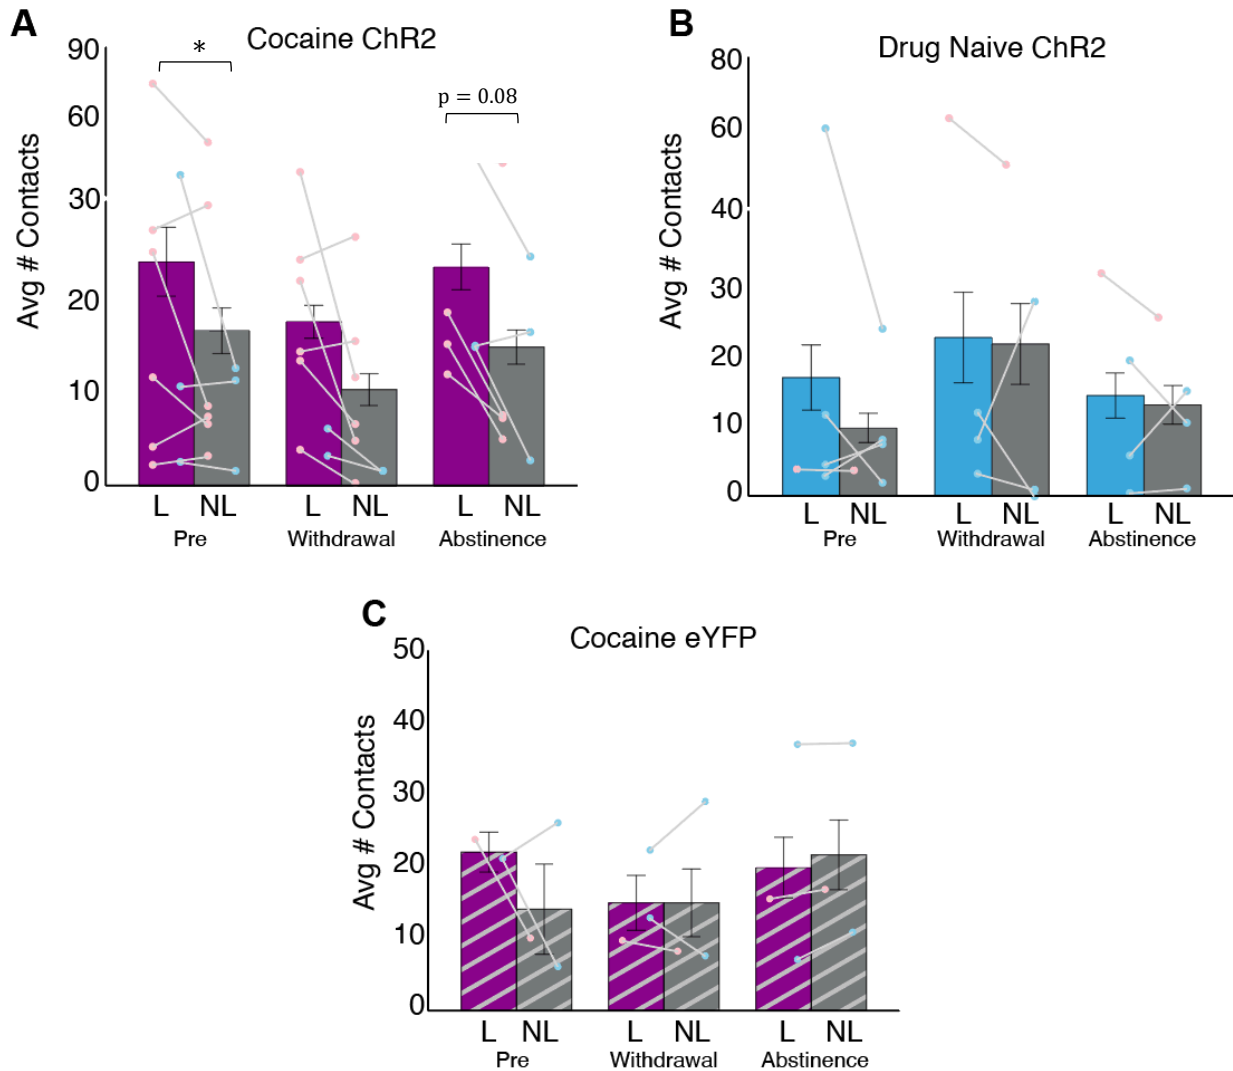 A
Cocaine ChR2
90
60
30
20
10
0
Avg # Contacts
*
p = 0.08
L NL L NL L NL
Pre Withdrawal Abstinence
B
Drug Naive ChR2
80
60
40
30
20
10
0
Avg # Contacts
L NL L NL L NL
Pre Withdrawal Abstinence
C
Cocaine eYFP
50
40
30
20
10
0
Avg # Contacts
L NL L NL L NL
Pre Withdrawal Abstinence